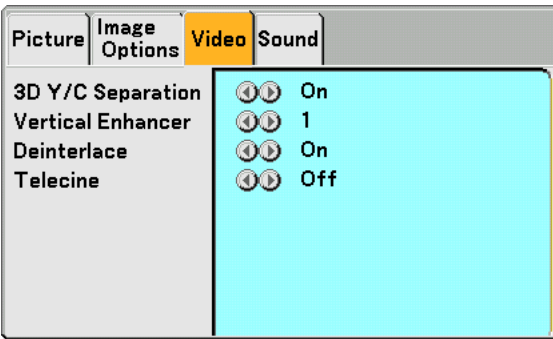 Picture
Image
Options
Video
Sound
3D Y/C Separation On
Vertical Enhancer 1
Deinterlace On
Telecine Off